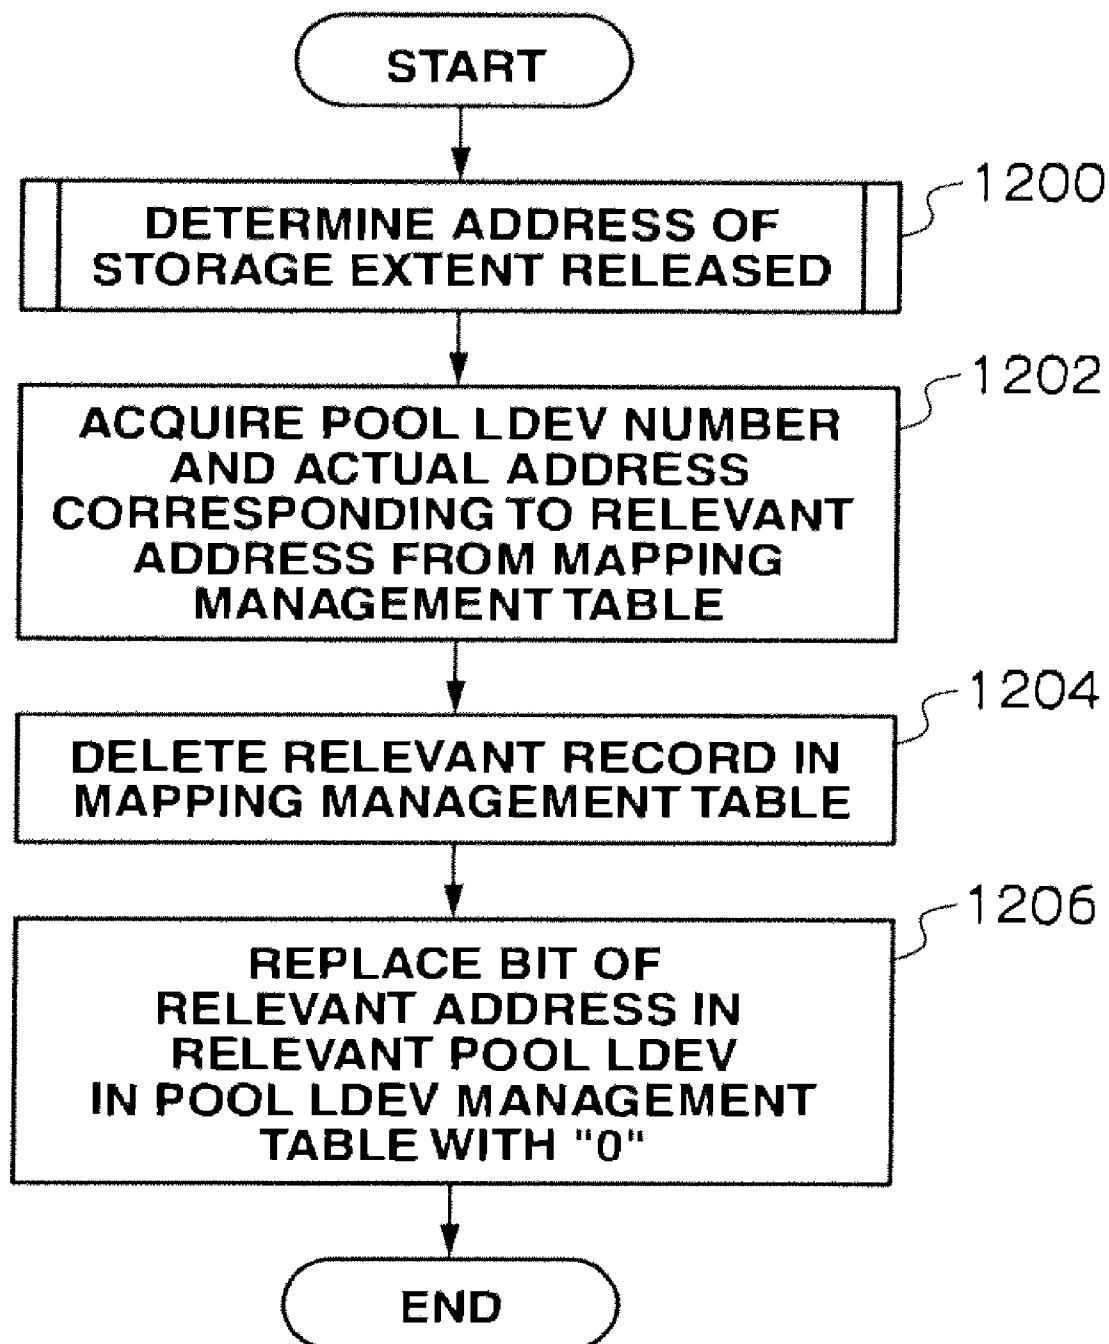 START
1200
DETERMINE ADDRESS OF
STORAGE EXTENT RELEASED
1202
ACQUIRE POOL LDEV NUMBER
AND ACTUAL ADDRESS
CORRESPONDING TO RELEVANT
ADDRESS FROM MAPPING
MANAGEMENT TABLE
1204
DELETE RELEVANT RECORD IN
MAPPING MANAGEMENT TABLE
1206
REPLACE BIT OF
RELEVANT ADDRESS IN
RELEVANT POOL LDEV
IN POOL LDEV MANAGEMENT
TABLE WITH "0"
END